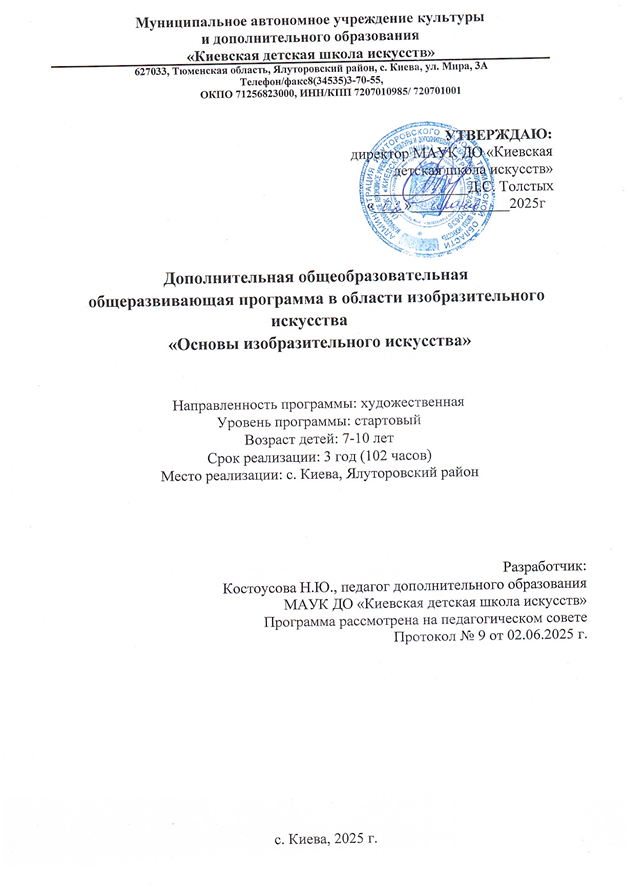 Муниципальное автономное учреждение культуры
и дополнительного образования
«Киевская детская школа искусств»
627033, Тюменская область, Ялуторовский район, с. Киева, ул. Мира, 3А
Телефон/факс8(34535)3-70-55,
ОКПО 71256823000, ИНН/КПП 7207010985/ 720701001
УТВЕРЖДАЮ:
директор МАУК ДО «Киевская
детская школа искусств»
Д.С. Толстых
2025г
Дополнительная общеобразовательная
общеразвивающая программа в области изобразительного
искусства
«Основы изобразительного искусства»
Направленность программы: художественная
Уровень программы: стартовый
Возраст детей: 7-10 лет
Срок реализации: 3 год (102 часов)
Место реализации: с. Киева, Ялуторовский район
Разработчик:
Костоусова Н.Ю., педагог дополнительного образования
МАУК ДО «Киевская детская школа искусств»
Программа рассмотрена на педагогическом совете
Протокол № 9 от 02.06.2025 г.
с. Киева, 2025 г.